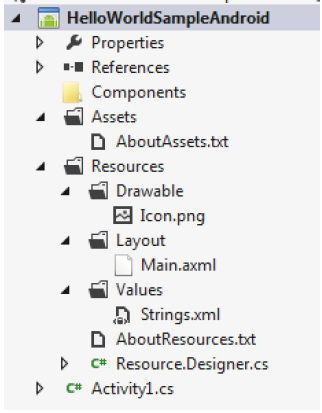 HelloWorldSampleAndroid
Properties
References
Components
Assets
AboutAssets.txt
Resources
Drawable
Icon.png
Layout
Main.axml
Values
Strings.xml
AboutResources.txt
C# Resource.Designer.cs
C# Activity1.cs